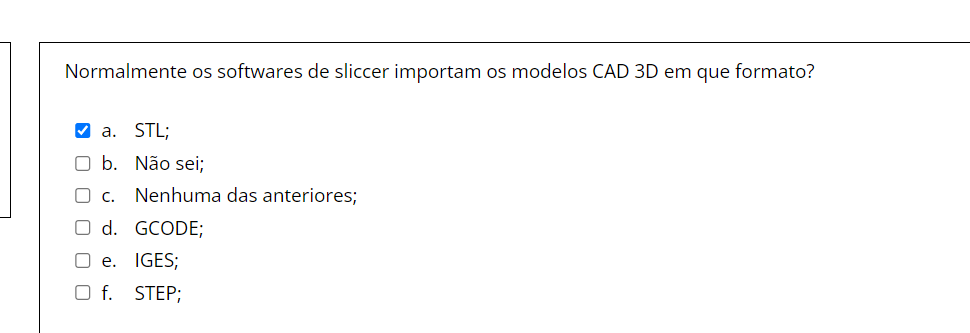 Normalmente os softwares de sliccer importam os modelos CAD 3D em que formato?
a. STL;
b. Não sei;
c. Nenhuma das anteriores;
d. GCODE;
e. IGES;
f. STEP;